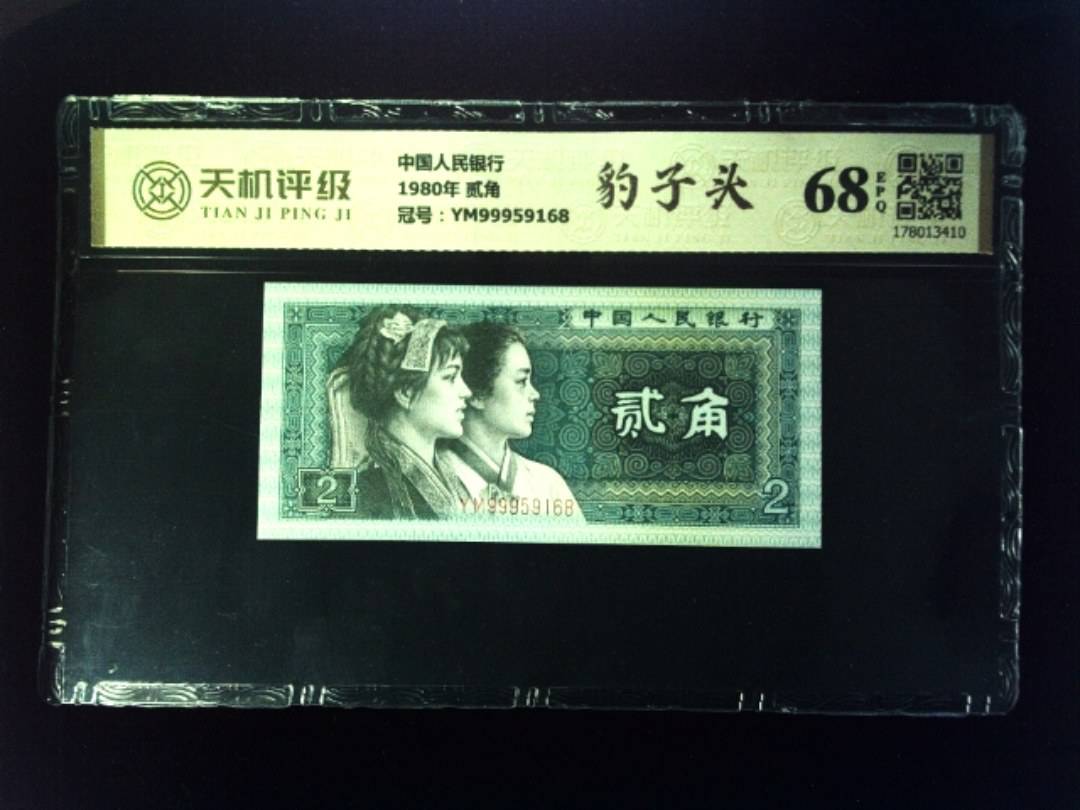 天机评级
TIAN JI PING JI
中国人民银行
1980年 贰角
冠号：YM99959168
豹子头
68
EPQ
178013410
中国人民银行
贰角
2
YM99959168
2